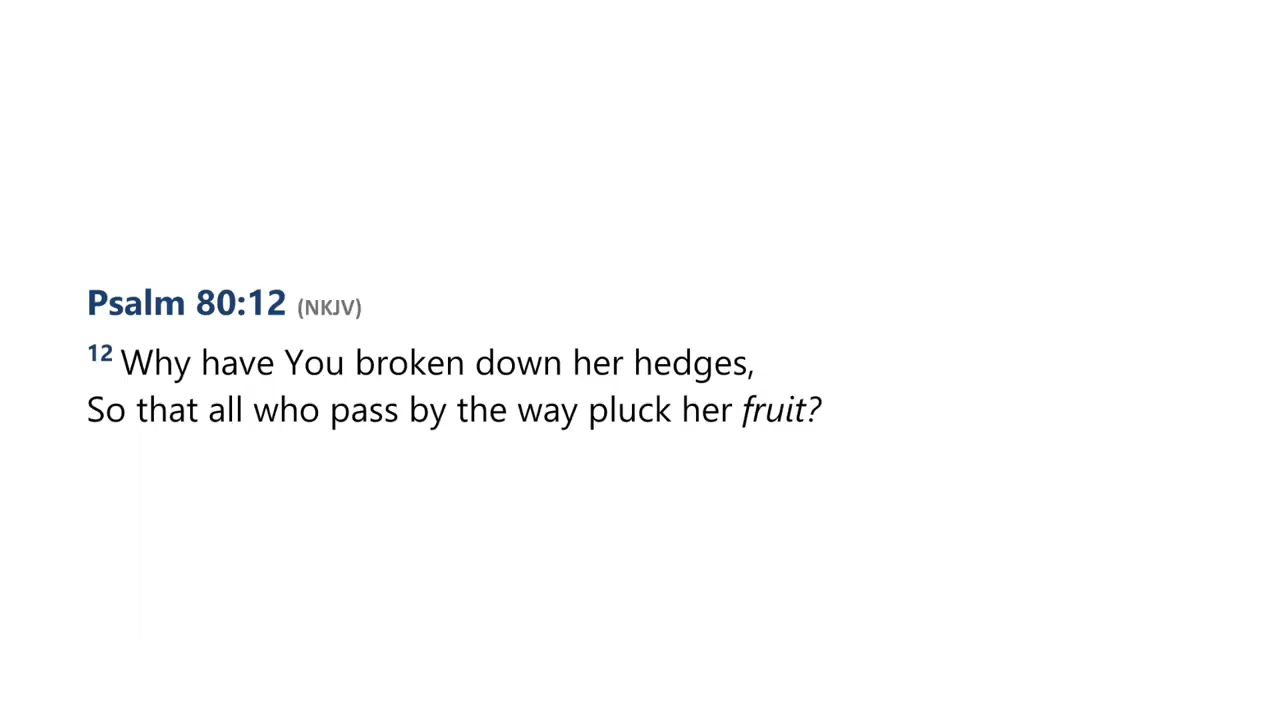 Psalm 80:12 (NKJV)
12 Why have You broken down her hedges,
So that all who pass by the way pluck her fruit?